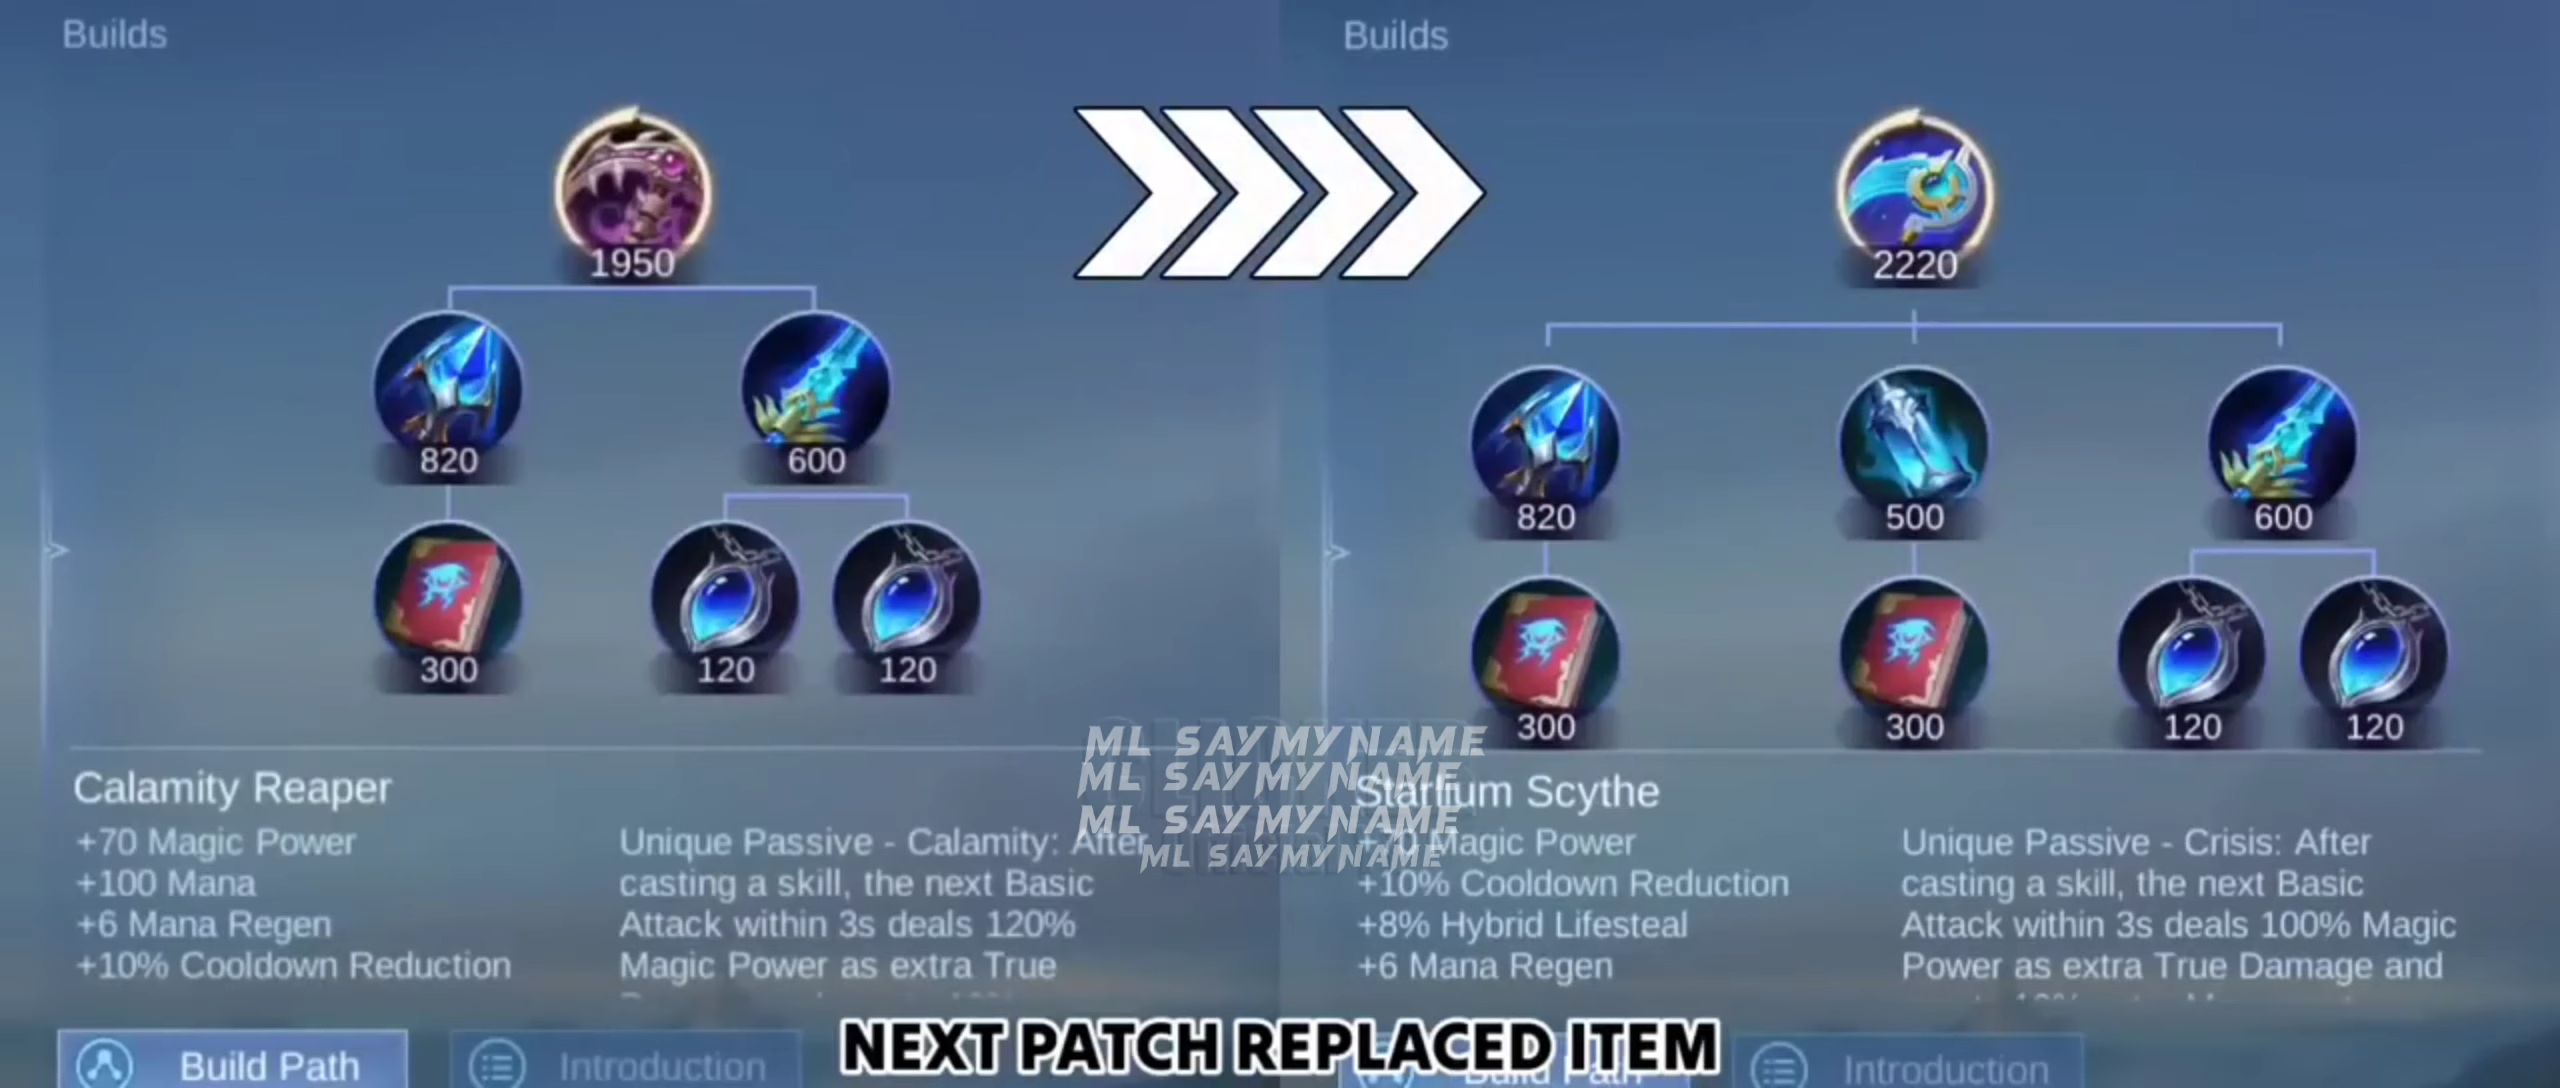 Builds
1950
820
600
300
120
120
Calamity Reaper
+70 Magic Power
+100 Mana
+6 Mana Regen
+10% Cooldown Reduction
Unique Passive - Calamity: After
casting a skill, the next Basic
Attack within 3s deals 120%
Magic Power as extra True
Build Path
Introduction
Builds
2220
820
500
600
300
300
120
120
ML SAY MY NAME
ML SAY MY NAME
ML SAY MY NAME
ML SAY MY NAME
Starlium Scythe
+70 Magic Power
+10% Cooldown Reduction
+8% Hybrid Lifesteal
+6 Mana Regen
Unique Passive - Crisis: After
casting a skill, the next Basic
Attack within 3s deals 100% Magic
Power as extra True Damage and
NEXT PATCH REPLACED ITEM
Build Path
Introduction